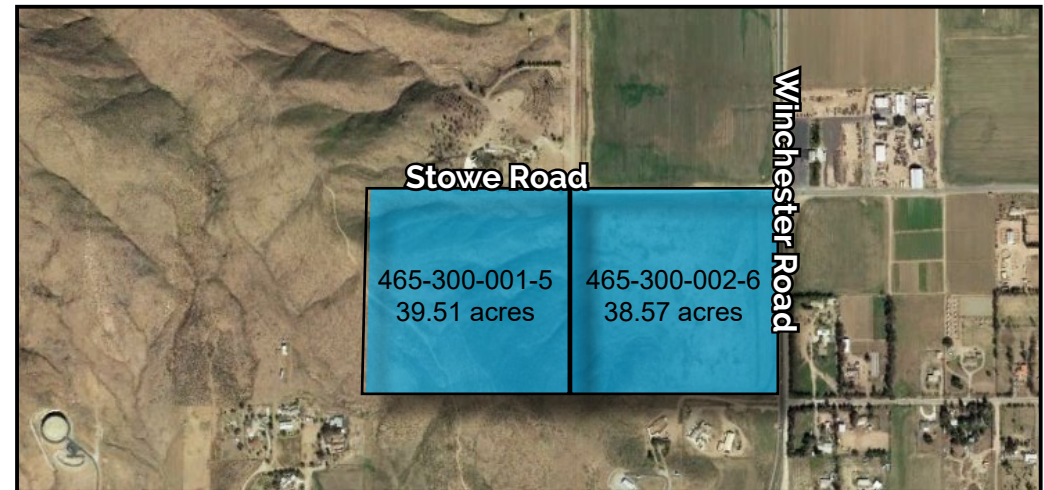 Stowe Road
Winchester Road
465-300-001-5
39.51 acres
465-300-002-6
38.57 acres